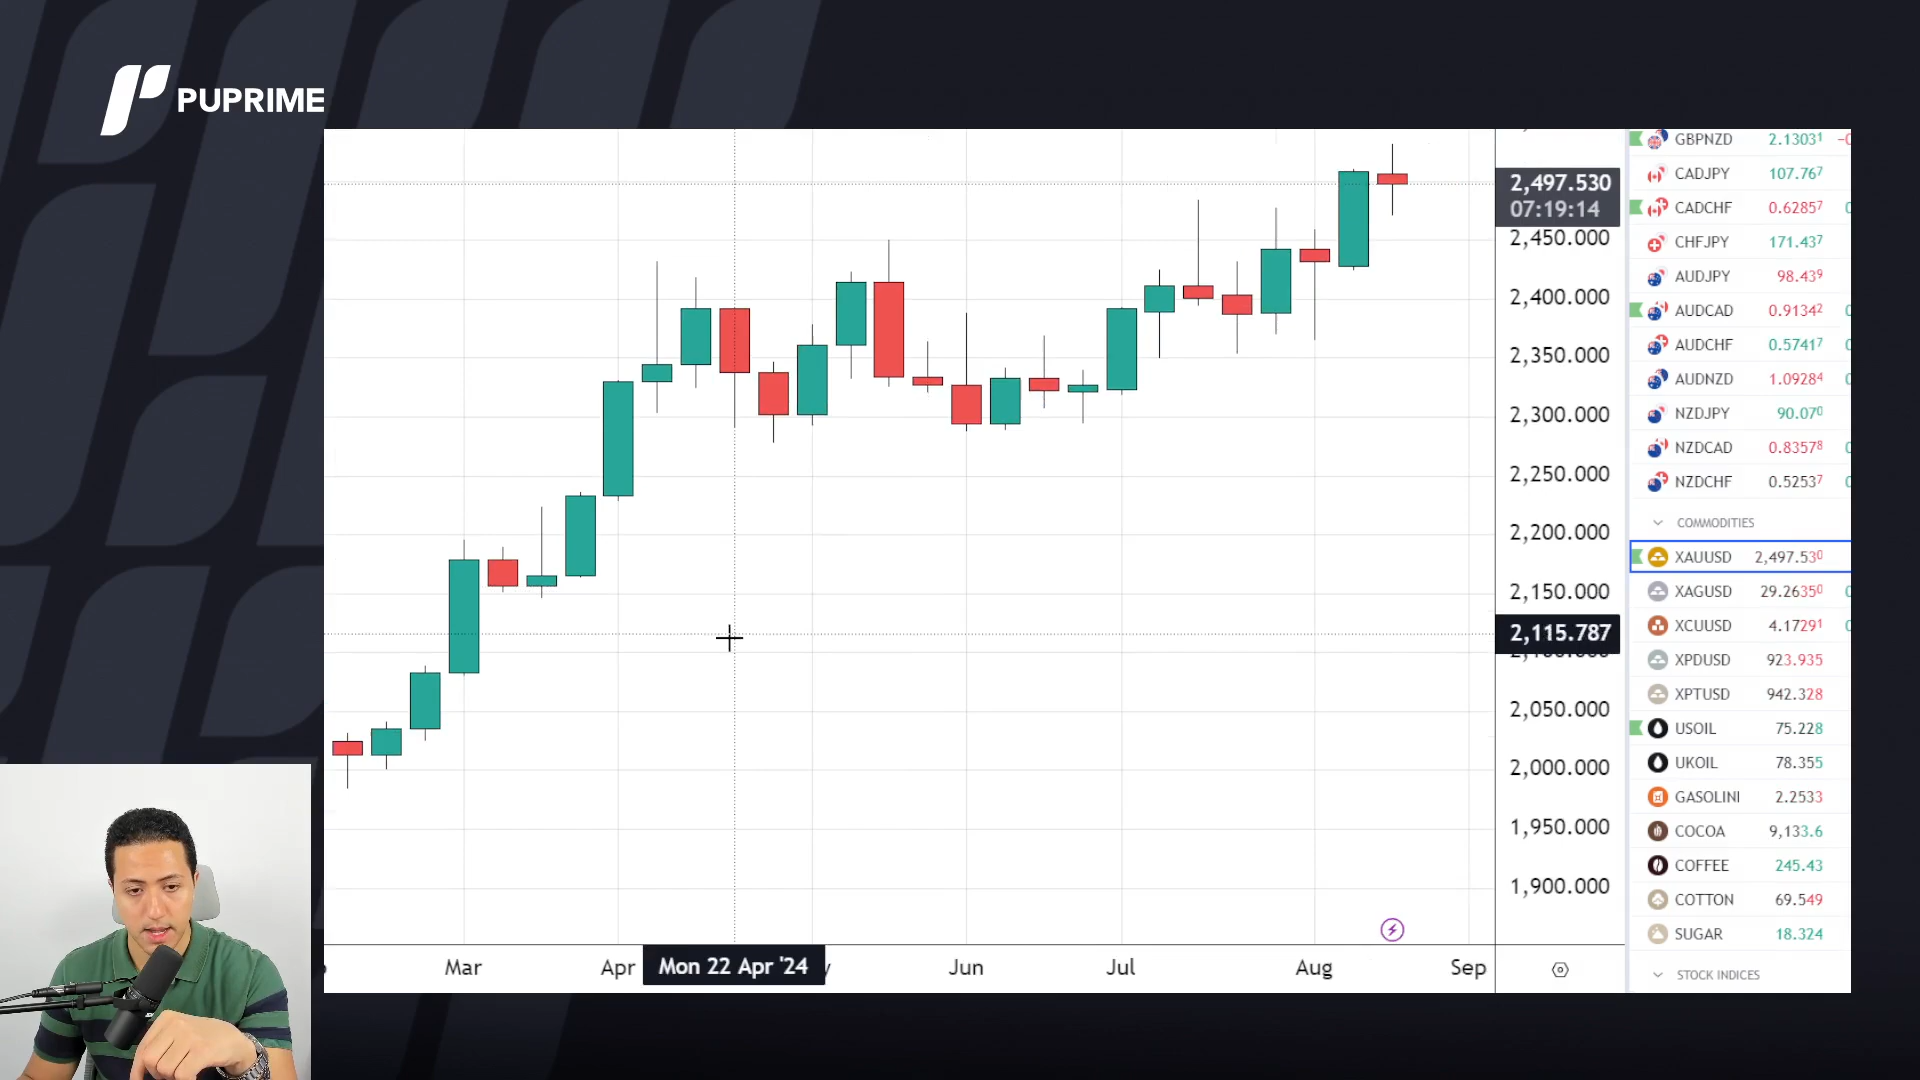 PUPRIME
2,497.530
07:19:14
2,450.000
2,400.000
2,350.000
2,300.000
2,250.000
2,200.000
2,150.000
2,115.787
2,050.000
2,000.000
1,950.000
1,900.000
Mar
Apr
Mon 22 Apr '24
Jun
Jul
Aug
Sep
GBPNZD 2.13031
CADJPY 107.767
CADCHF 0.62857
CHFJPY 171.437
AUDJPY 98.439
AUDCAD 0.91342
AUDCHF 0.57417
AUDNZD 1.09284
NZDJPY 90.070
NZDCAD 0.83578
NZDCHF 0.52537
COMMODITIES
XAUUSD 2,497.530
XAGUSD 29.26350
XCUUSD 4.17291
XPDUSD 923.935
XPTUSD 942.328
USOIL 75.228
UKOIL 78.355
GASOLINI 2.2533
COCOA 9,133.6
COFFEE 245.43
COTTON 69.549
SUGAR 18.324
STOCK INDICES